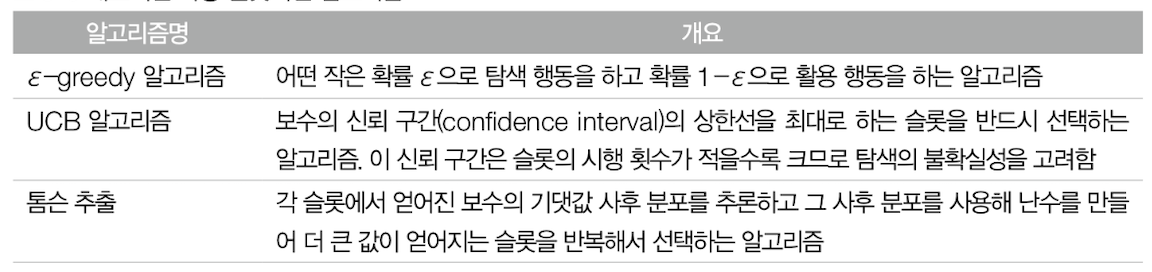 알고리즘명 개요
ε-greedy 알고리즘 어떤 작은 확률 ε으로 탐색 행동을 하고 확률 1-ε으로 활용 행동을 하는 알고리즘
UCB 알고리즘 보수의 신뢰 구간(confidence interval)의 상한선을 최대로 하는 슬롯을 반드시 선택하는
알고리즘. 이 신뢰 구간은 슬롯의 시행 횟수가 적을수록 크므로 탐색의 불확실성을 고려함
톰슨 추출 각 슬롯에서 얻어진 보수의 기댓값 사후 분포를 추론하고 그 사후 분포를 사용해 난수를 만들
어 더 큰 값이 얻어지는 슬롯을 반복해서 선택하는 알고리즘